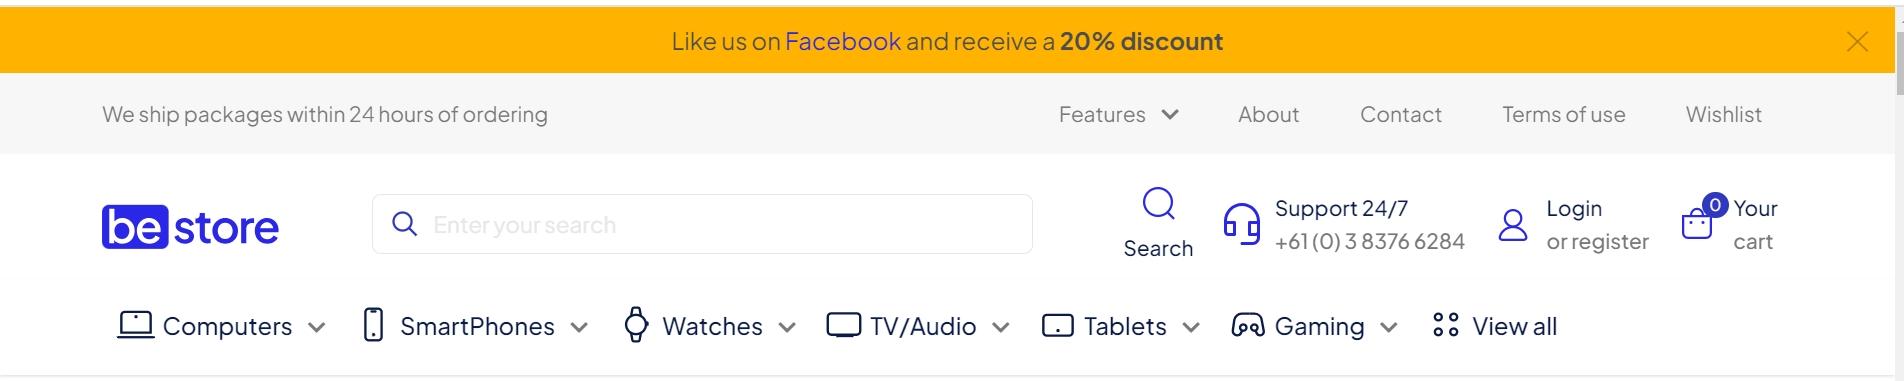 Like us on Facebook and receive a 20% discount
We ship packages within 24 hours of ordering
Features About Contact Terms of use Wishlist
be store
Enter your search
Search
Support 24/7
+61 (0) 3 8376 6284
Login
or register
0
Your
cart
Computers SmartPhones Watches TV/Audio Tablets Gaming View all